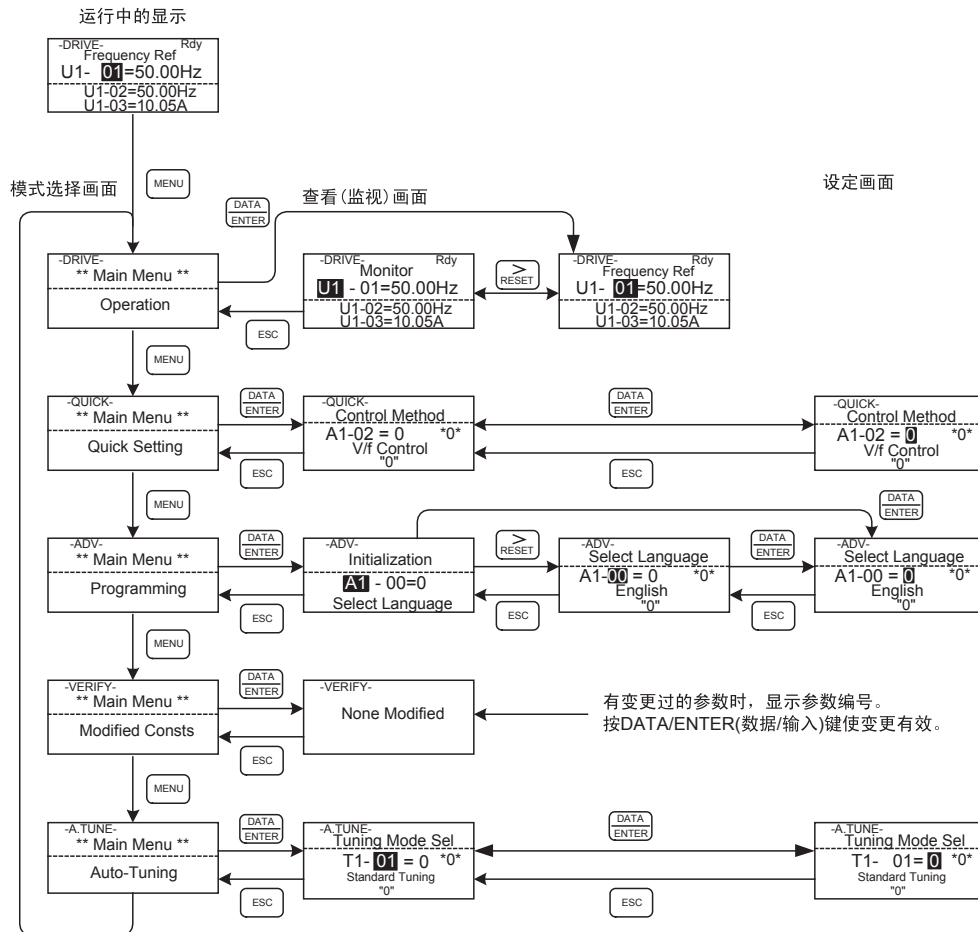 运行中的显示
-DRIVE- Rdy
Frequency Ref
U1- 01=50.00Hz
U1-02=50.00Hz
U1-03=10.05A
MENU
模式选择画面
DATA
ENTER
查看(监视)画面
设定画面
-DRIVE-
** Main Menu **
Operation
-DRIVE- Rdy
Monitor
U1 - 01=50.00Hz
U1-02=50.00Hz
U1-03=10.05A
>
RESET
-DRIVE- Rdy
Frequency Ref
U1- 01=50.00Hz
U1-02=50.00Hz
U1-03=10.05A
ESC
MENU
-QUICK-
** Main Menu **
Quick Setting
DATA
ENTER
ESC
-QUICK-
Control Method
A1-02 = 0 *0*
V/f Control
"0"
DATA
ENTER
ESC
-QUICK-
Control Method
A1-02 = 0 *0*
V/f Control
"0"
MENU
DATA
ENTER
-ADV-
** Main Menu **
Programming
DATA
ENTER
ESC
-ADV-
Initialization
A1 - 00=0
Select Language
>
RESET
ESC
-ADV-
Select Language
A1-00 = 0 *0*
English
"0"
DATA
ENTER
ESC
-ADV-
Select Language
A1-00 = 0 *0*
English
"0"
MENU
-VERIFY-
** Main Menu **
Modified Consts
DATA
ENTER
ESC
-VERIFY-
None Modified
有变更过的参数时，显示参数编号。
按DATA/ENTER(数据/输入)键使变更有效。
MENU
-A.TUNE-
** Main Menu **
Auto-Tuning
DATA
ENTER
ESC
-A.TUNE-
Tuning Mode Sel
T1- 01 = 0 *0*
Standard Tuning
"0"
DATA
ENTER
ESC
-A.TUNE-
Tuning Mode Sel
T1- 01= 0 *0*
Standard Tuning
"0"